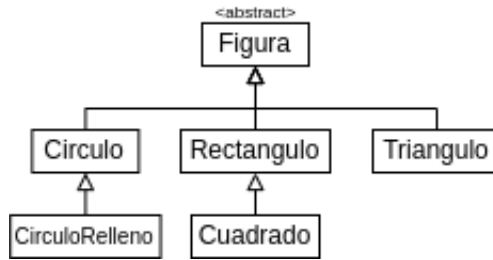 <abstract>
Figura
Circulo
Rectangulo
Triangulo
CirculoRelleno
Cuadrado